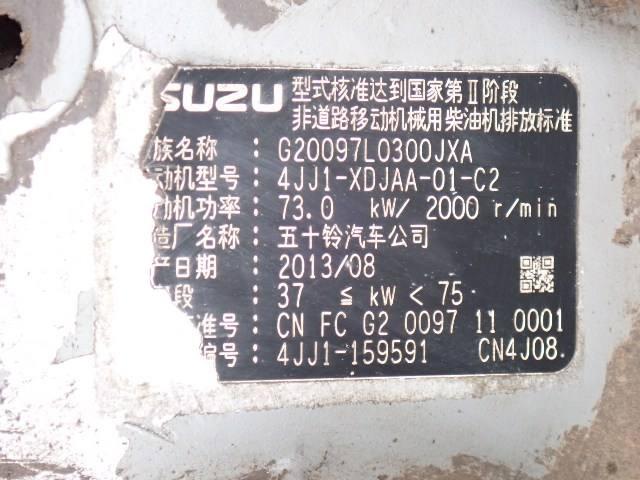 SUZU 型式核准达到国家第Ⅱ阶段
非道路移动机械用柴油机排放标准
族名称 : G20097L0300JXA
动机型号 : 4JJ1-XDJAA-01-C2
动机功率 : 73.0 kW/ 2000 r/min
造厂名称 : 五十铃汽车公司
产日期 : 2013/08
段 : 37 ≦ kW < 75
准号 : CN FC G2 0097 11 0001
编号 : 4JJ1-159591 CN4J08.